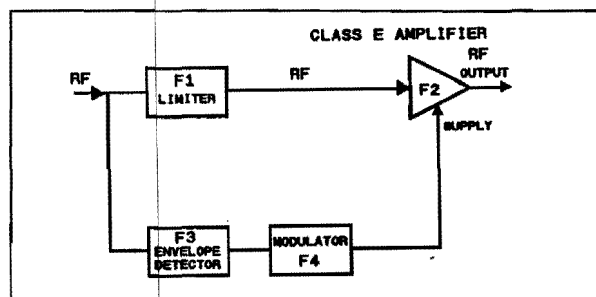 CLASS E AMPLIFIER
RF
F1
LIMITER
RF
F2
RF
OUTPUT
SUPPLY
F3
ENVELOPE
DETECTOR
MODULATOR
F4